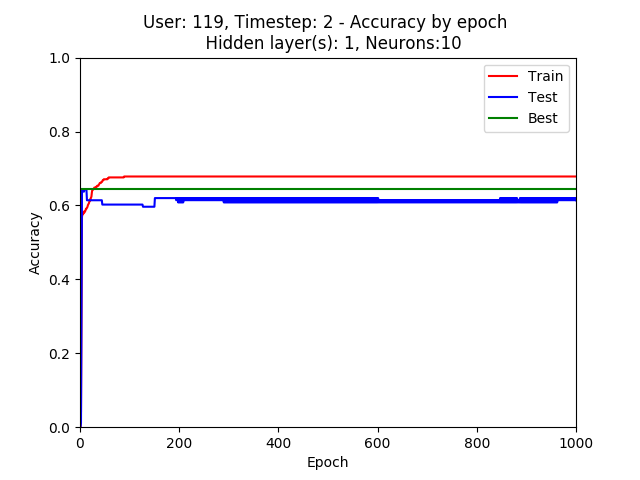 User: 119, Timestep: 2 - Accuracy by epoch
Hidden layer(s): 1, Neurons:10
1.0
0.8
0.6
0.4
0.2
0.0
Accuracy
Train
Test
Best
0 200 400 600 800 1000
Epoch